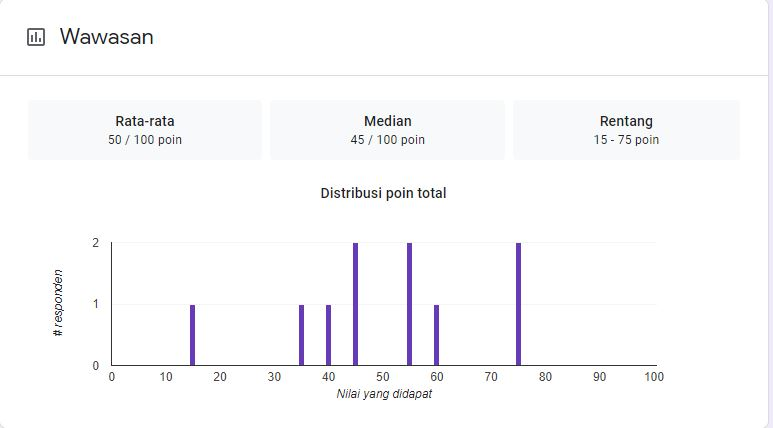 Wawasan
Rata-rata
50 / 100 poin
Median
45 / 100 poin
Rentang
15 - 75 poin
Distribusi poin total
# responden
2
1
0
0 10 20 30 40 50 60 70 80 90 100
Nilai yang didapat